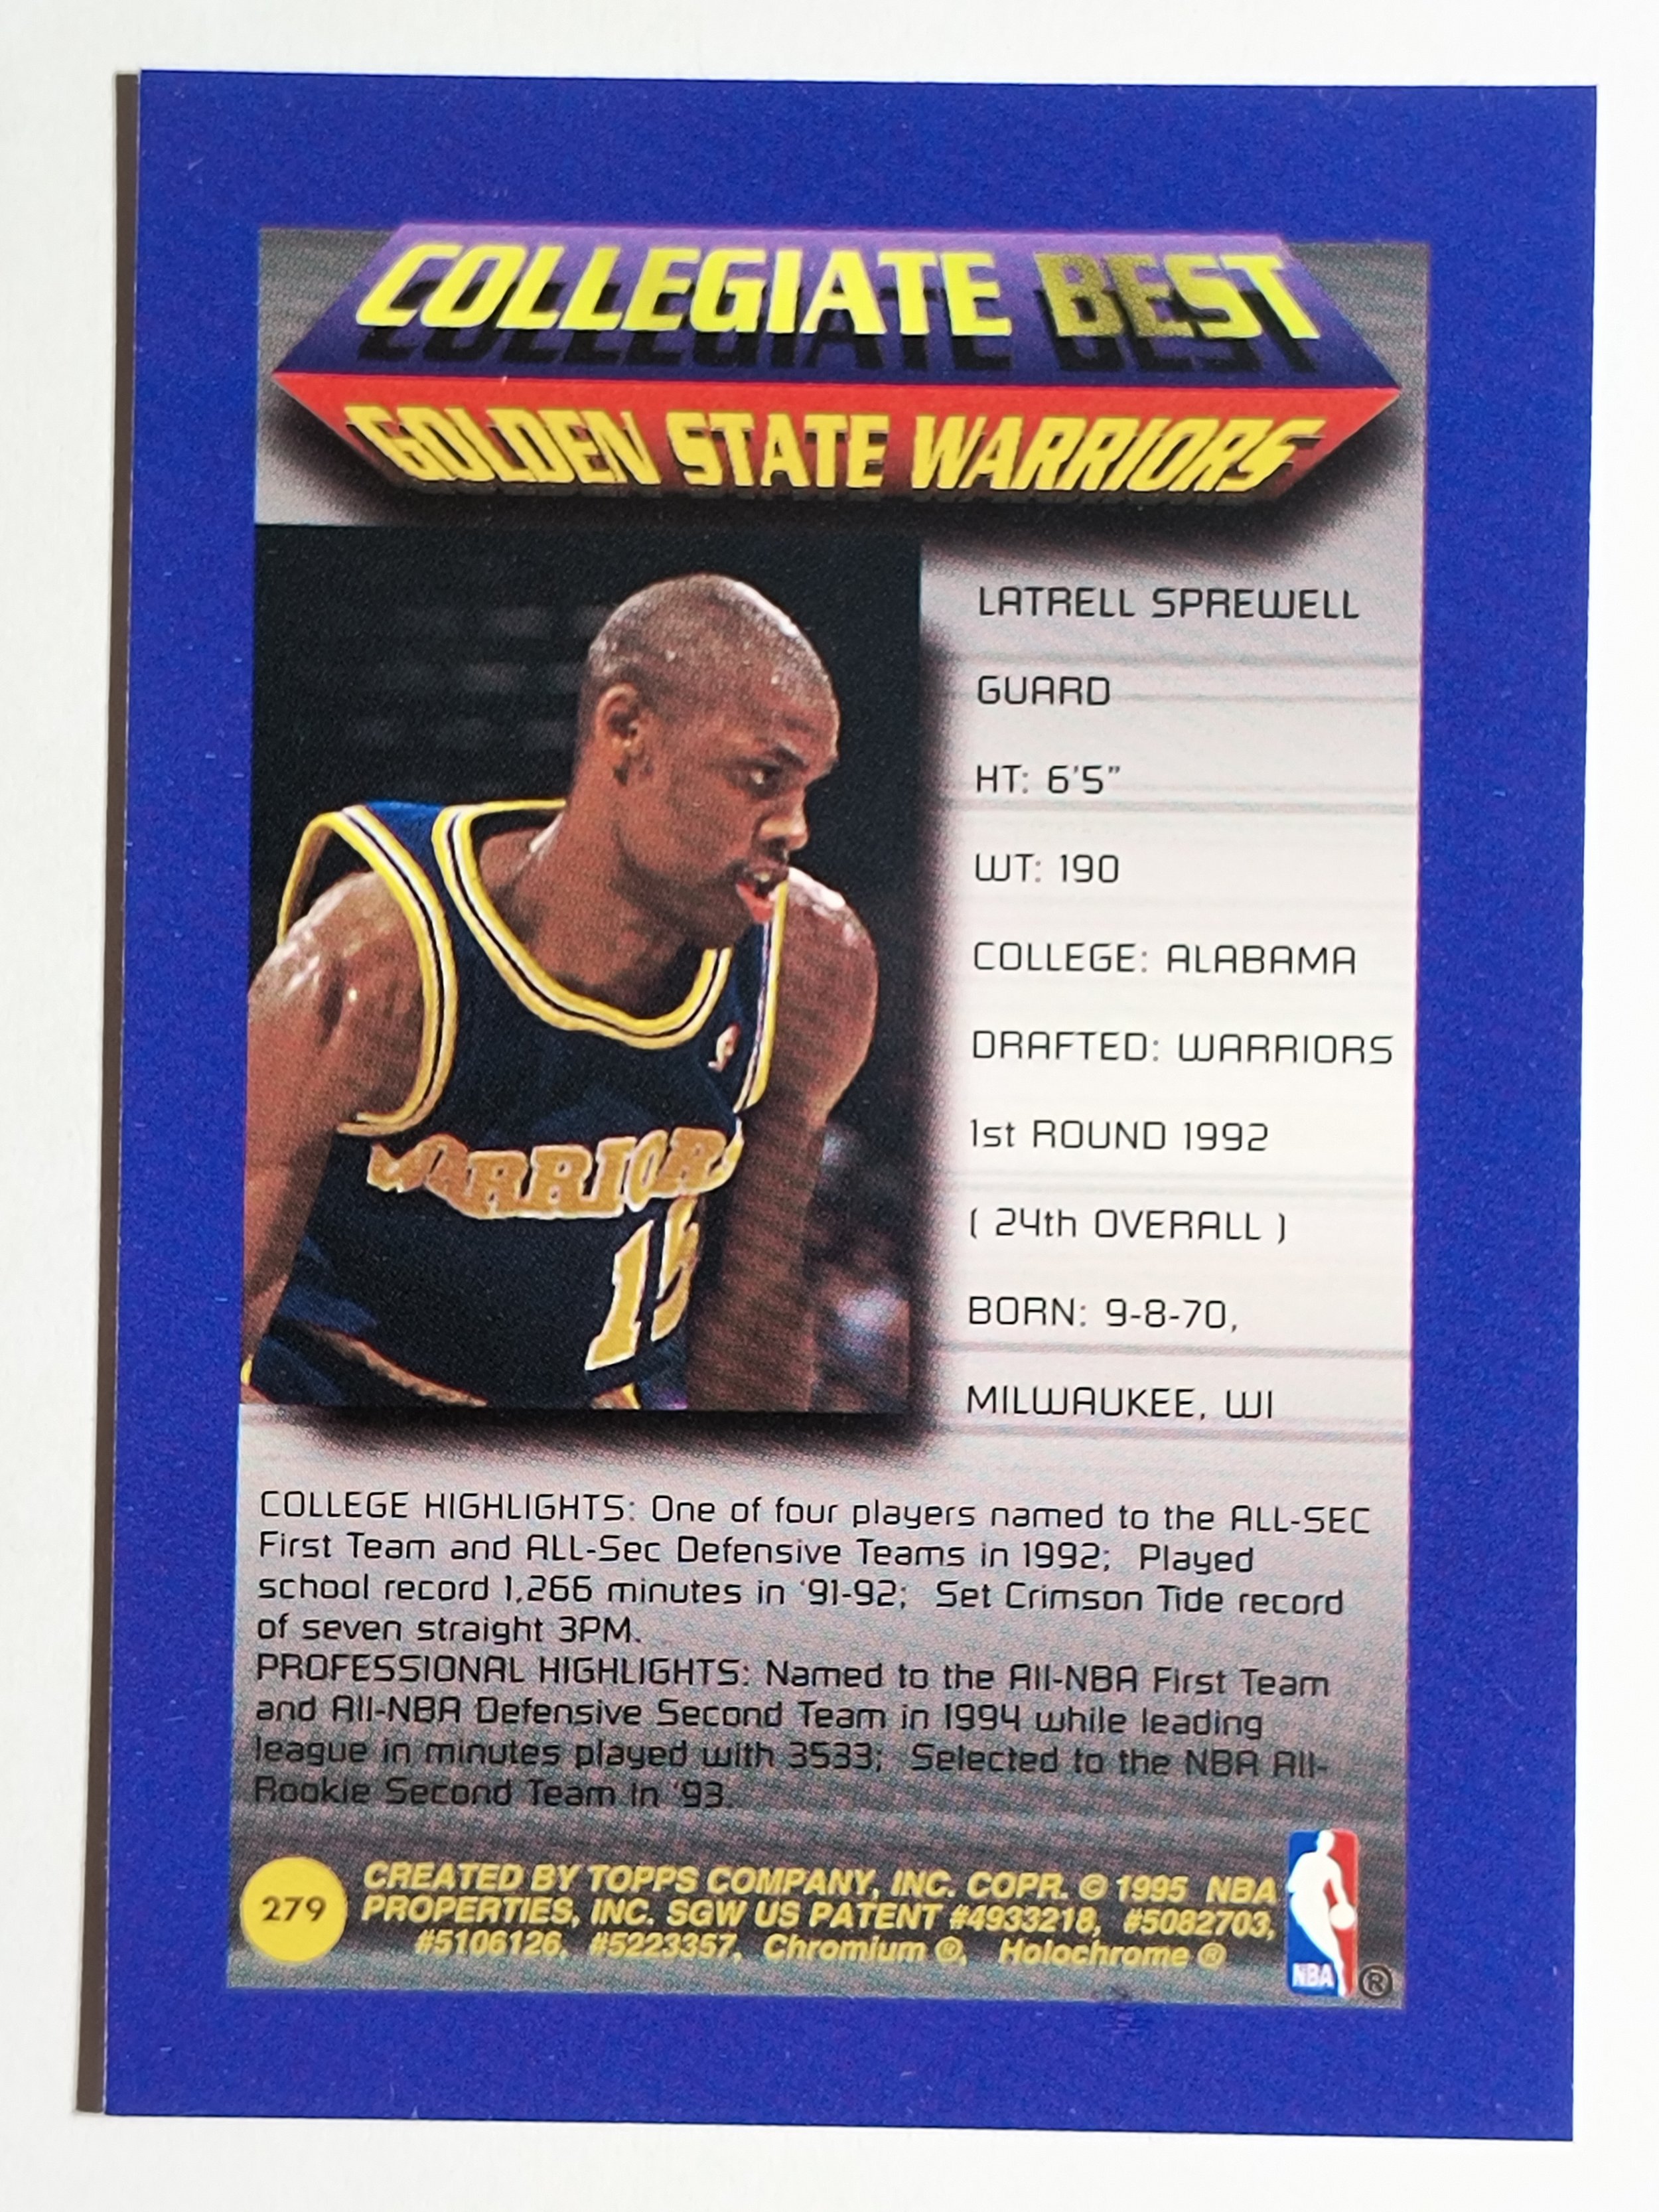 COLLEGIATE BEST
GOLDEN STATE WARRIORS
LATRELL SPREWELL
GUARD
HT: 6'5"
WT: 190
COLLEGE: ALABAMA
DRAFTED: WARRIORS
1st ROUND 1992
( 24th OVERALL )
BORN: 9-8-70,
MILWAUKEE, WI
WARRIORS
15
COLLEGE HIGHLIGHTS: One of four players named to the ALL-SEC
First Team and ALL-Sec Defensive Teams in 1992; Played
school record 1,266 minutes in '91-92; Set Crimson Tide record
of seven straight 3PM.
PROFESSIONAL HIGHLIGHTS: Named to the All-NBA First Team
and All-NBA Defensive Second Team in 1994 while leading
league in minutes played with 3533; Selected to the NBA All-
Rookie Second Team in '93.
279
CREATED BY TOPPS COMPANY, INC. COPR. © 1995 NBA
PROPERTIES, INC. SGW US PATENT #4933218, #5082703,
#5106126, #5223357, Chromium ®, Holochrome ®
NBA ®